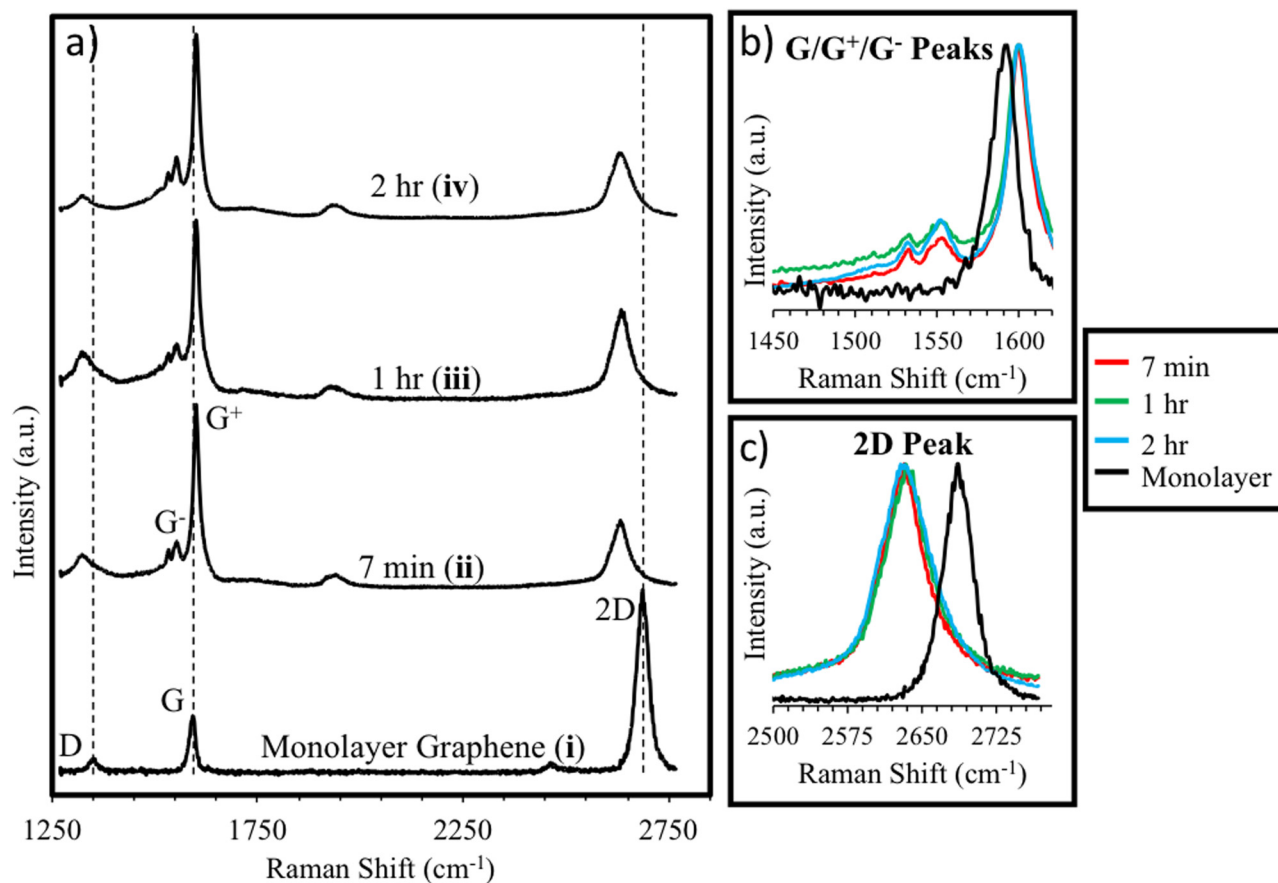 a)
2 hr (iv)
1 hr (iii)
G⁺
G⁻
7 min (ii)
2D
G
D
Monolayer Graphene (i)
Intensity (a.u.)
1250 1750 2250 2750
Raman Shift (cm⁻¹)
b)
G/G⁺/G⁻ Peaks
Intensity (a.u.)
1450 1500 1550 1600
Raman Shift (cm⁻¹)
c)
2D Peak
Intensity (a.u.)
2500 2575 2650 2725
Raman Shift (cm⁻¹)
7 min
1 hr
2 hr
Monolayer